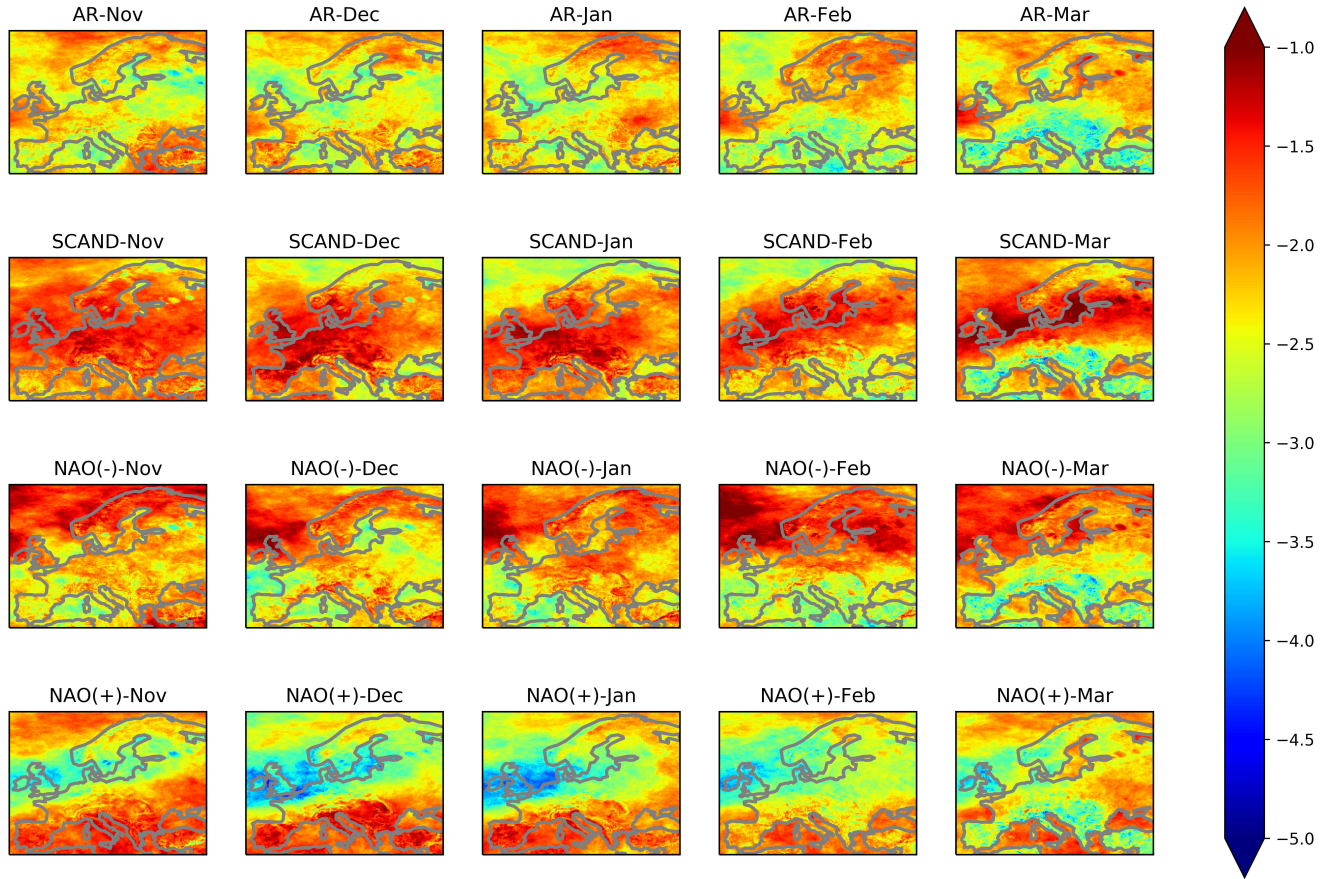 AR-Nov AR-Dec AR-Jan AR-Feb AR-Mar
SCAND-Nov SCAND-Dec SCAND-Jan SCAND-Feb SCAND-Mar
NAO(-)-Nov NAO(-)-Dec NAO(-)-Jan NAO(-)-Feb NAO(-)-Mar
NAO(+)-Nov NAO(+)-Dec NAO(+)-Jan NAO(+)-Feb NAO(+)-Mar
−1.0
−1.5
−2.0
−2.5
−3.0
−3.5
−4.0
−4.5
−5.0